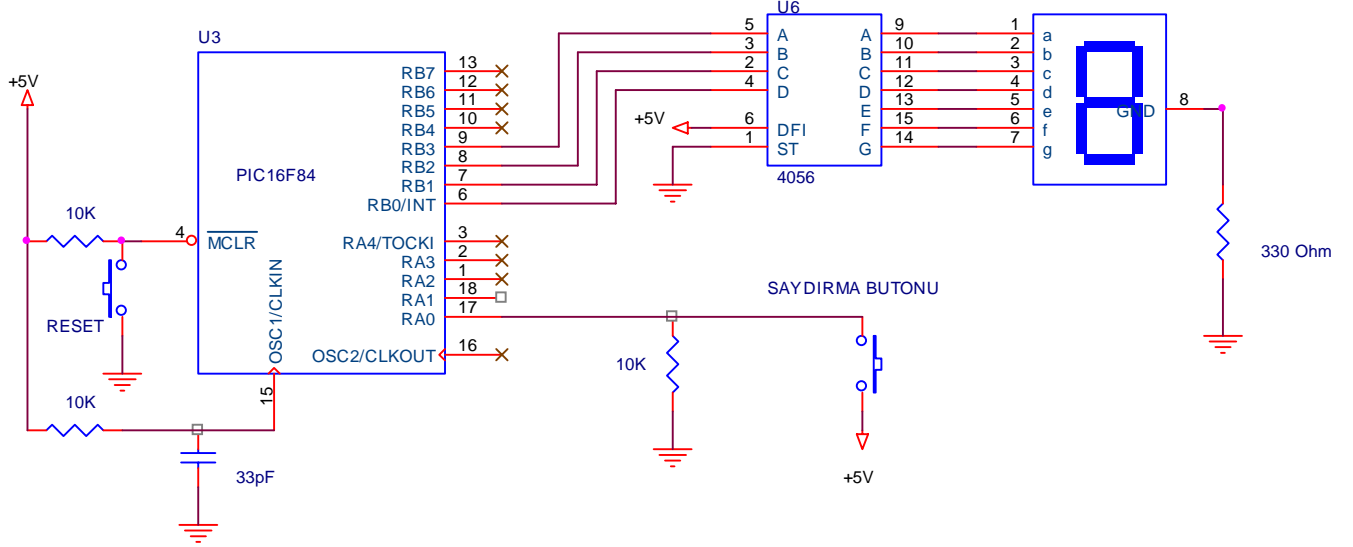 U3
+5V
PIC16F84
RB7 13
RB6 12
RB5 11
RB4 10
RB3 9
RB2 8
RB1 7
RB0/INT 6
RA4/TOCKI 3
RA3 2
RA2 1
RA1 18
RA0 17
OSC2/CLKOUT 16
4 MCLR
OSC1/CLKIN
15
10K
RESET
10K
33pF
U6
5 A A 9
3 B B 10
2 C C 11
4 D D 12
E 13
6 DFI F 15
1 ST G 14
4056
+5V
1 a
2 b
3 c
4 d
5 e
6 f
7 g
GND 8
330 Ohm
SAYDIRMA BUTONU
10K
+5V